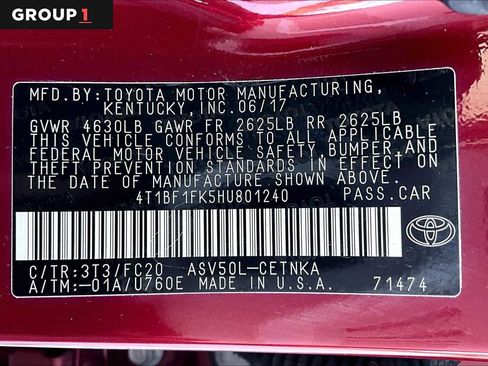 GROUP 1
MFD.BY: TOYOTA MOTOR MANUFACTURING,
KENTUCKY, INC. 06/17
GVWR 4630LB GAWR FR 2625LB RR 2625LB
THIS VEHICLE CONFORMS TO ALL APPLICABLE
FEDERAL MOTOR VEHICLE SAFETY, BUMPER, AND
THEFT PREVENTION STANDARDS IN EFFECT ON
THE DATE OF MANUFACTURE SHOWN ABOVE.
4T1BF1FK5HU801240 PASS.CAR
C/TR:3T3/FC20 ASV50L-CETNKA
A/TM:-01A/U760E MADE IN U.S.A. 71474
TOYOTA